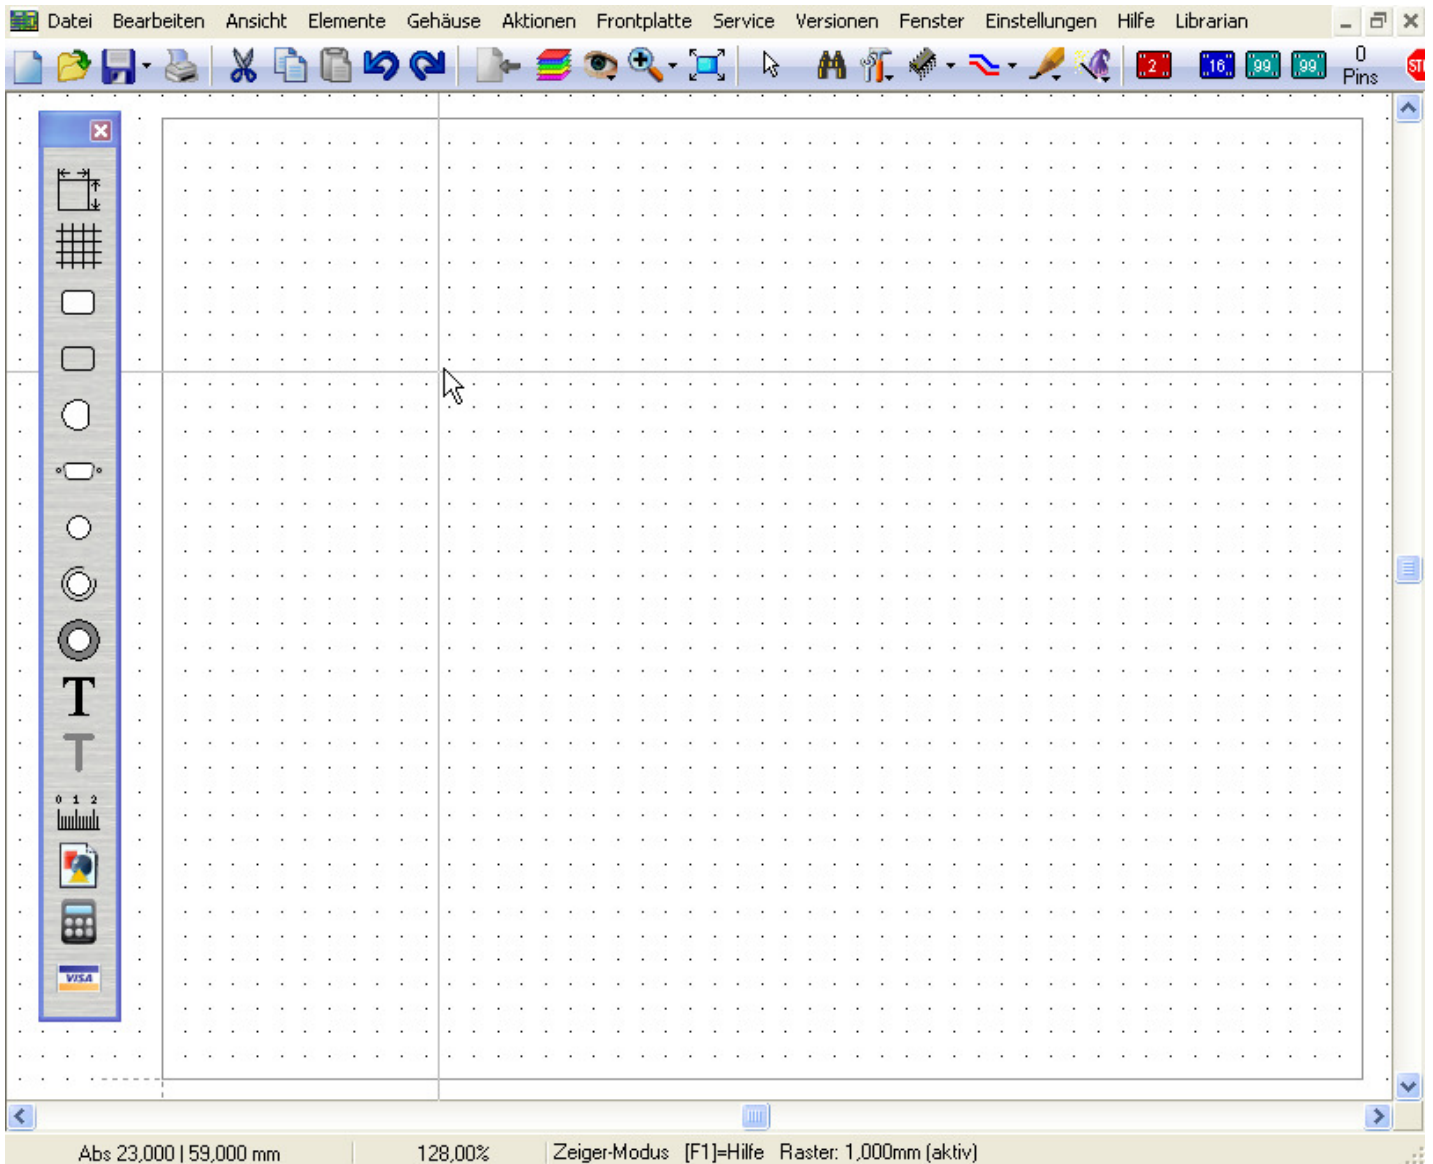 Datei Bearbeiten Ansicht Elemente Gehäuse Aktionen Frontplatte Service Versionen Fenster Einstellungen Hilfe Librarian
2 16 99 99 0 Pins
T
T
0 1 2
VISA
Abs 23,000 | 59,000 mm 128,00% Zeiger-Modus [F1]=Hilfe Raster: 1,000mm (aktiv)